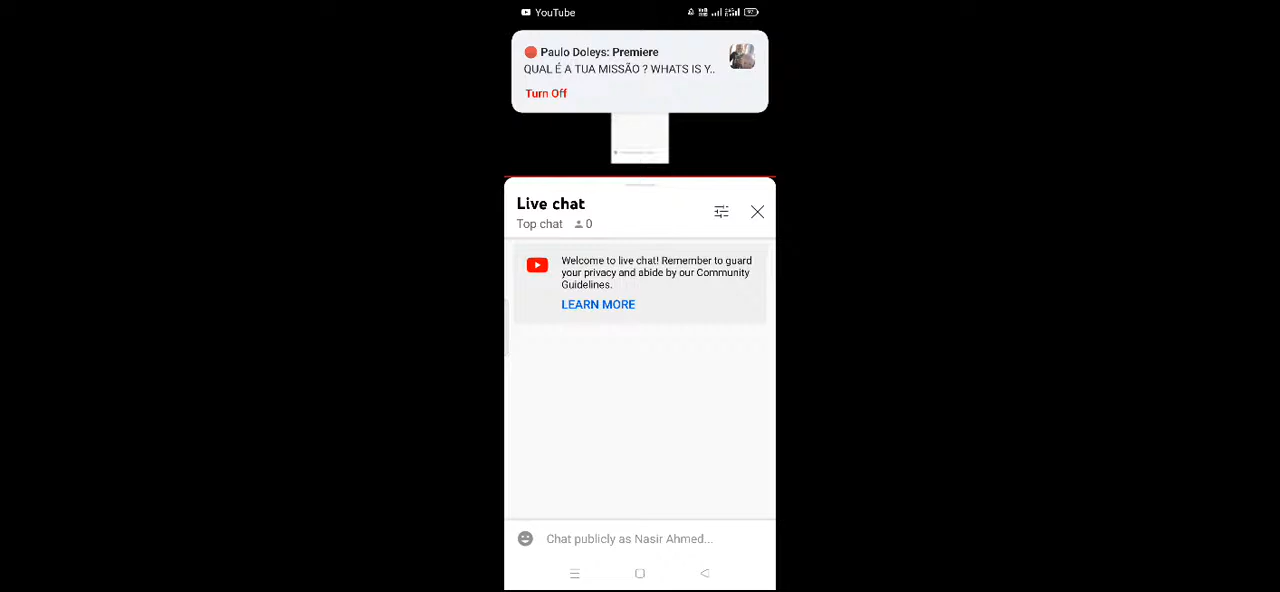 YouTube
Paulo Doleys: Premiere
QUAL É A TUA MISSÃO ? WHATS IS Y..
Turn Off
Live chat
Top chat 0
Welcome to live chat! Remember to guard
your privacy and abide by our Community
Guidelines.
LEARN MORE
Chat publicly as Nasir Ahmed...